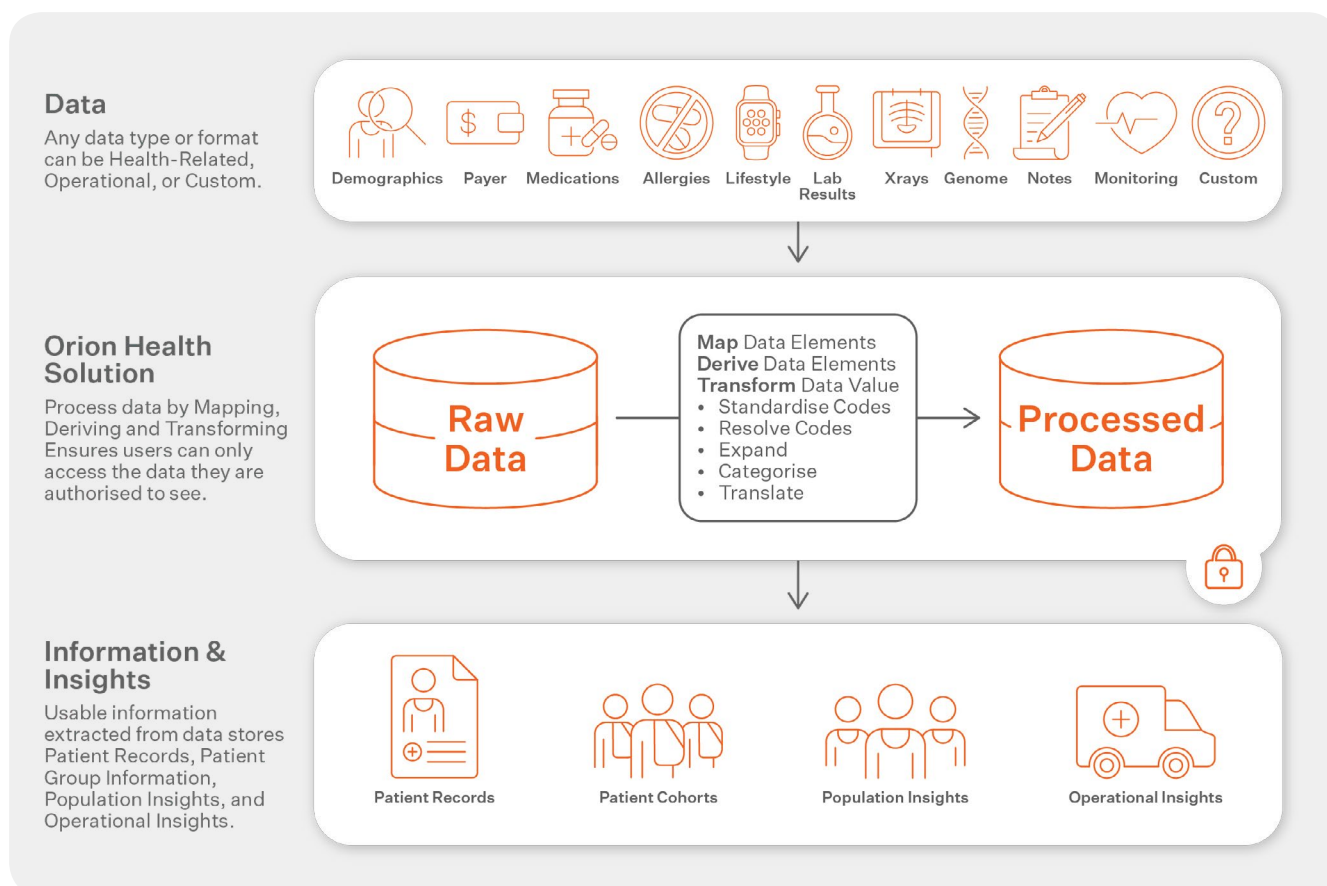 Data
Any data type or format
can be Health-Related,
Operational, or Custom.
$
?
Demographics
Payer
Medications
Allergies
Lifestyle
Lab
Results
Xrays
Genome
Notes
Monitoring
Custom
Orion Health
Solution
Process data by Mapping,
Deriving and Transforming
Ensures users can only
access the data they are
authorised to see.
Raw
Data
Map Data Elements
Derive Data Elements
Transform Data Value
• Standardise Codes
• Resolve Codes
• Expand
• Categorise
• Translate
Processed
Data
Information &
Insights
Usable information
extracted from data stores
Patient Records, Patient
Group Information,
Population Insights, and
Operational Insights.
Patient Records
Patient Cohorts
Population Insights
Operational Insights